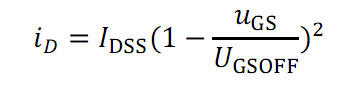 i_D = I_DSS(1 − u_GS/U_GSOFF)²